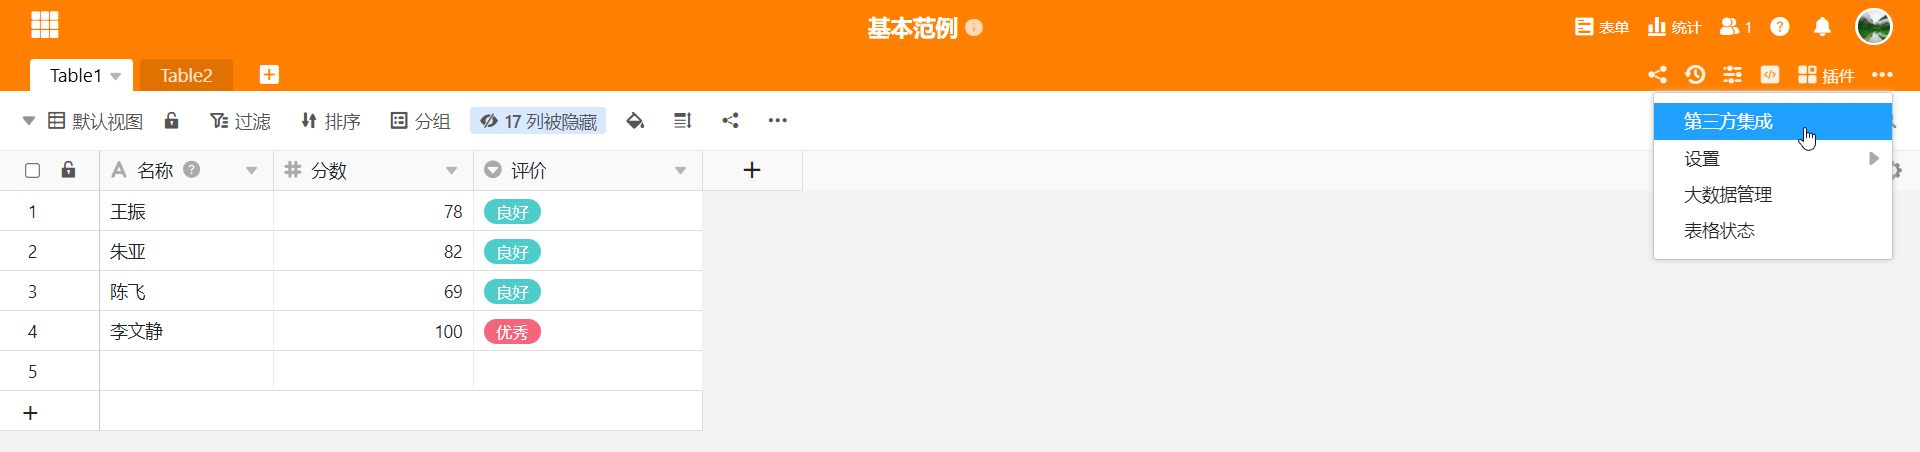 基本范例
表单 统计 1
Table1 Table2
插件
默认视图 过滤 排序 分组 17 列被隐藏
第三方集成
设置
大数据管理
表格状态
名称 分数 评价
1 王振 78 良好
2 朱亚 82 良好
3 陈飞 69 良好
4 李文静 100 优秀
5